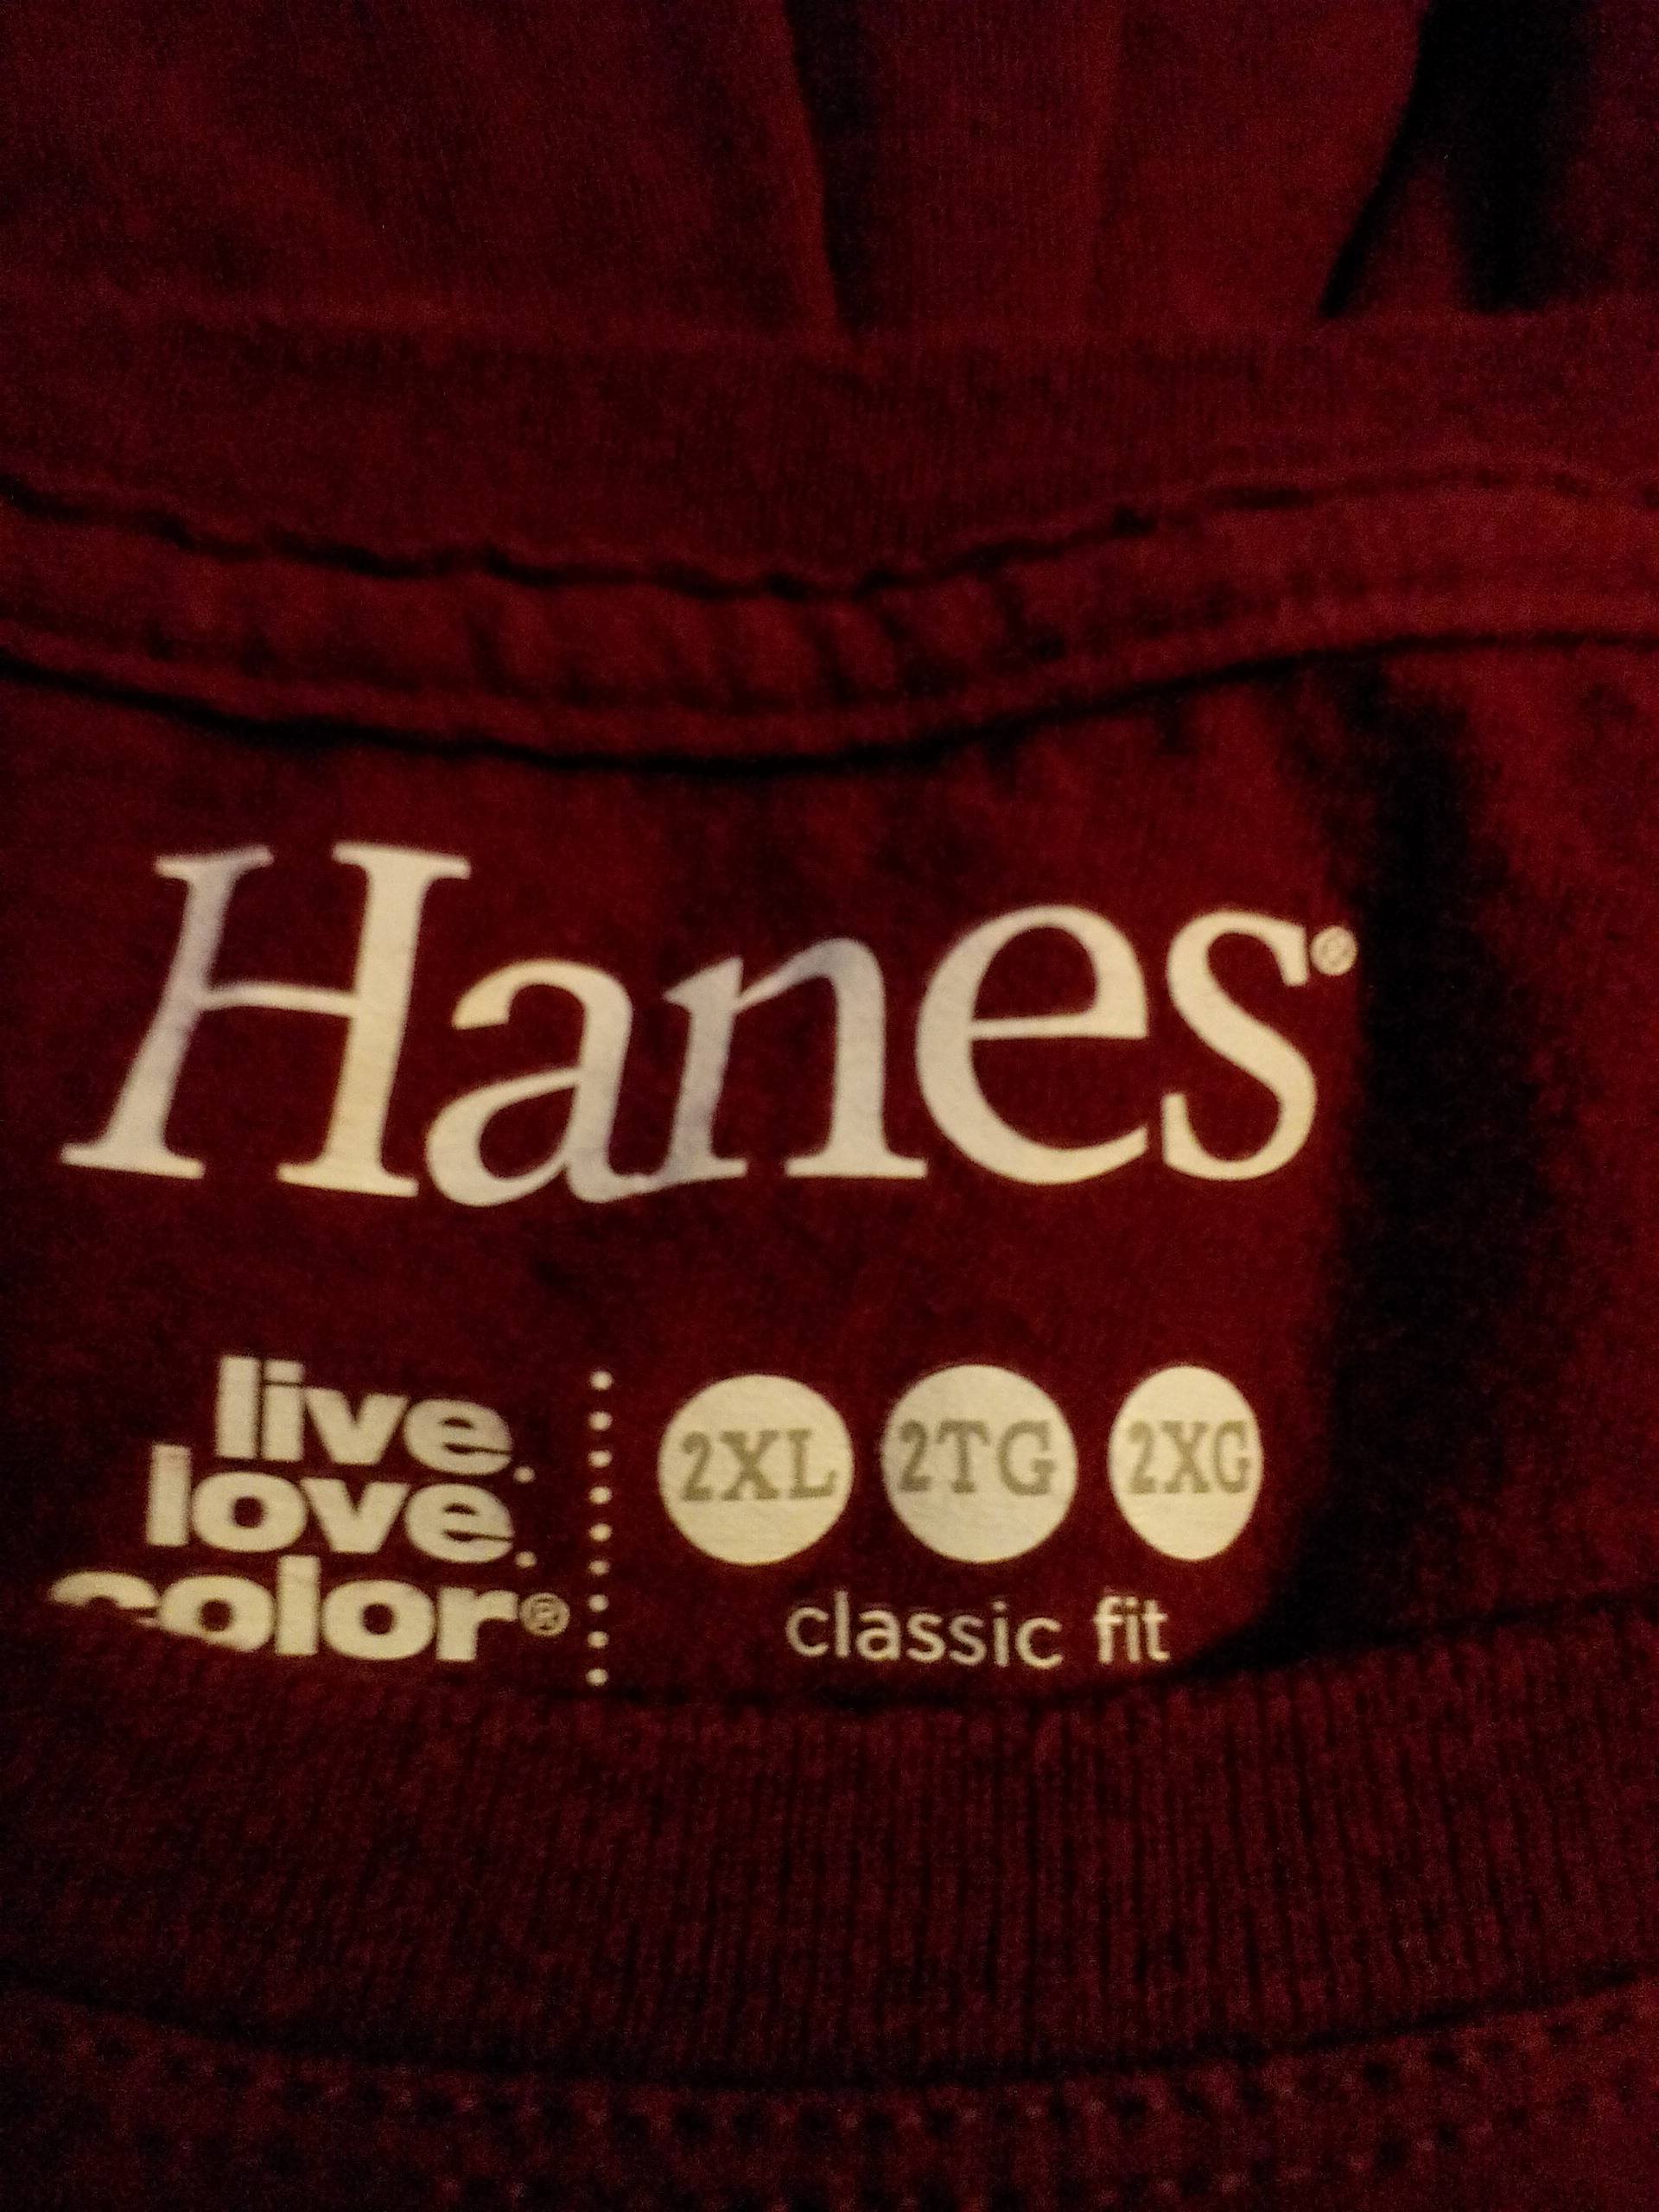 Hanes®
live.
love.
color®
2XL 2TG 2XG
classic fit